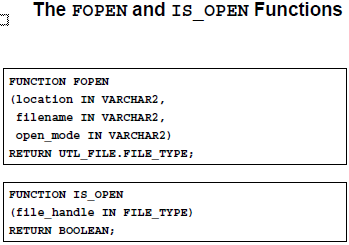 The FOPEN and IS_OPEN Functions
FUNCTION FOPEN
(location IN VARCHAR2,
filename IN VARCHAR2,
open_mode IN VARCHAR2)
RETURN UTL_FILE.FILE_TYPE;
FUNCTION IS_OPEN
(file_handle IN FILE_TYPE)
RETURN BOOLEAN;